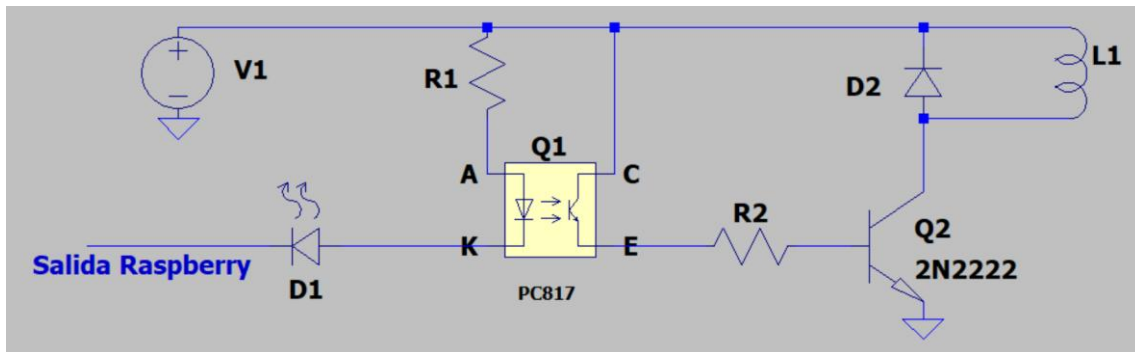 V1
R1
Q1
A
C
K
E
PC817
Salida Raspberry
D1
R2
D2
L1
Q2
2N2222